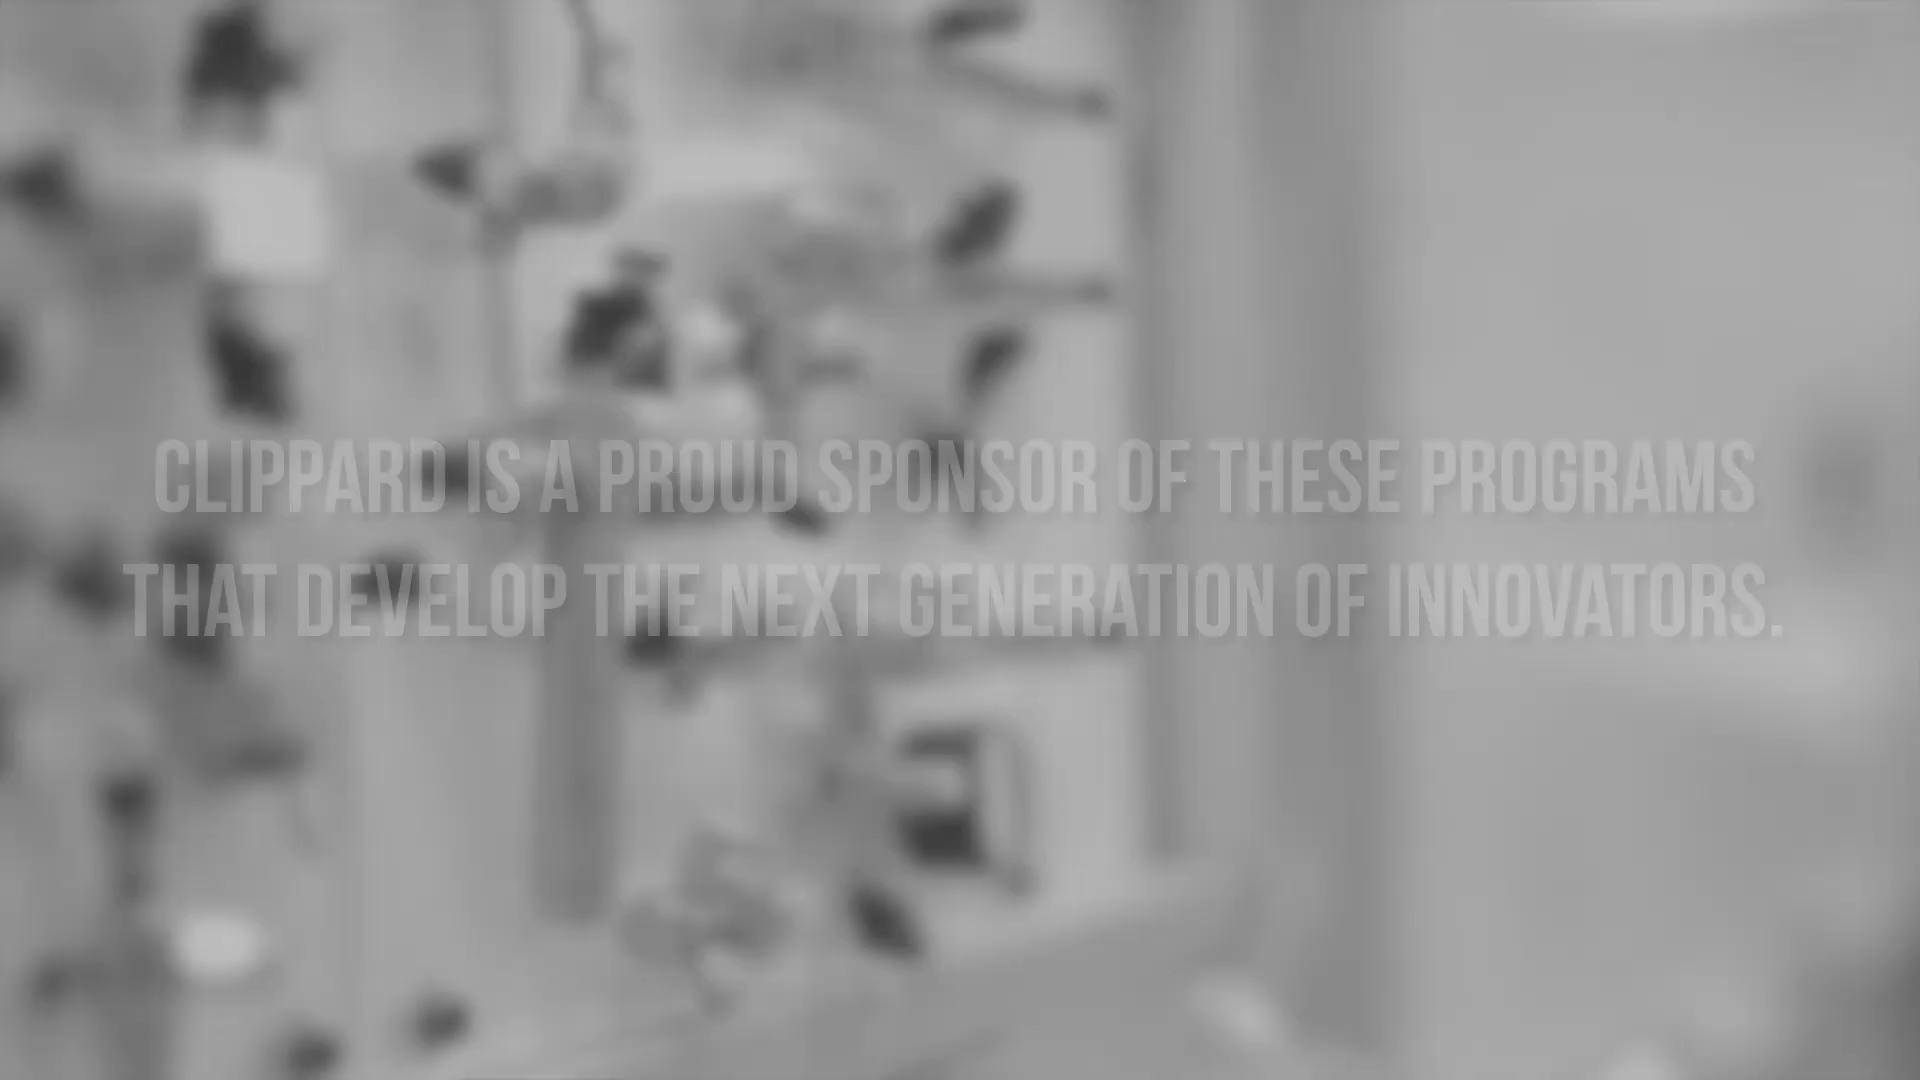 CLIPPARD IS A PROUD SPONSOR OF THESE PROGRAMS
THAT DEVELOP THE NEXT GENERATION OF INNOVATORS.